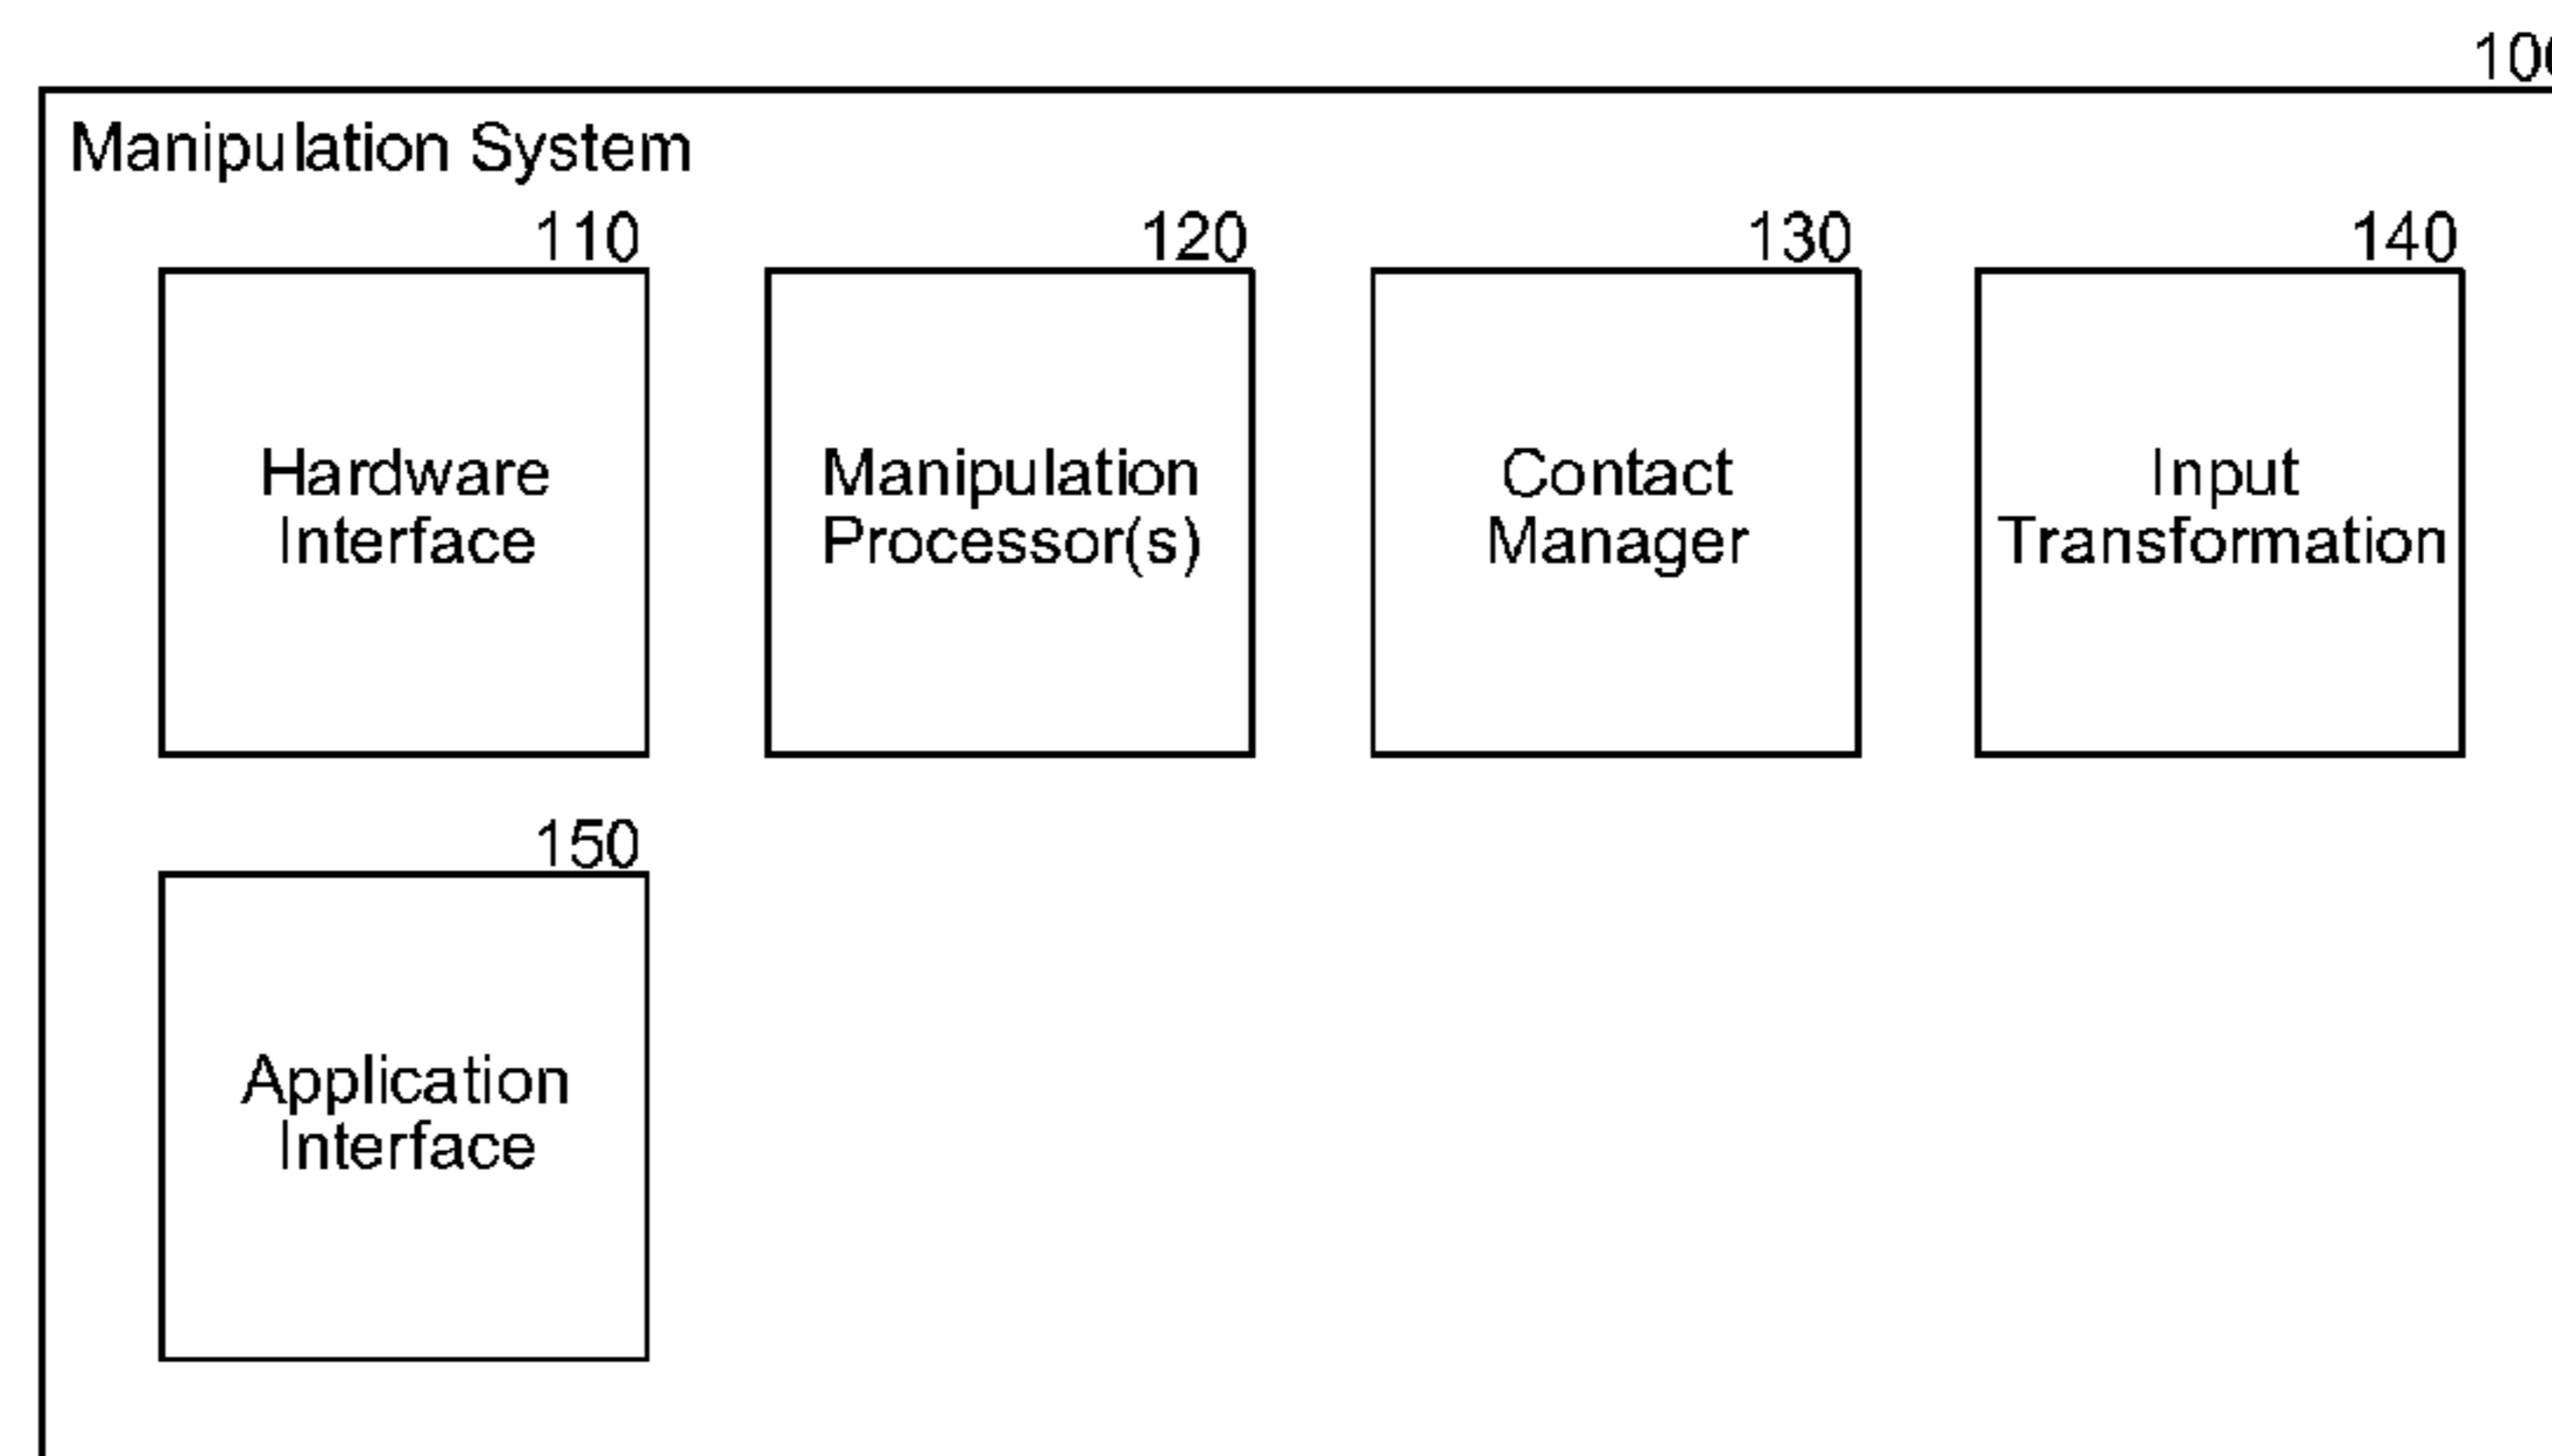 Manipulation System
110
120
130
140
Hardware
Interface
Manipulation
Processor(s)
Contact
Manager
Input
Transformation
150
Application
Interface